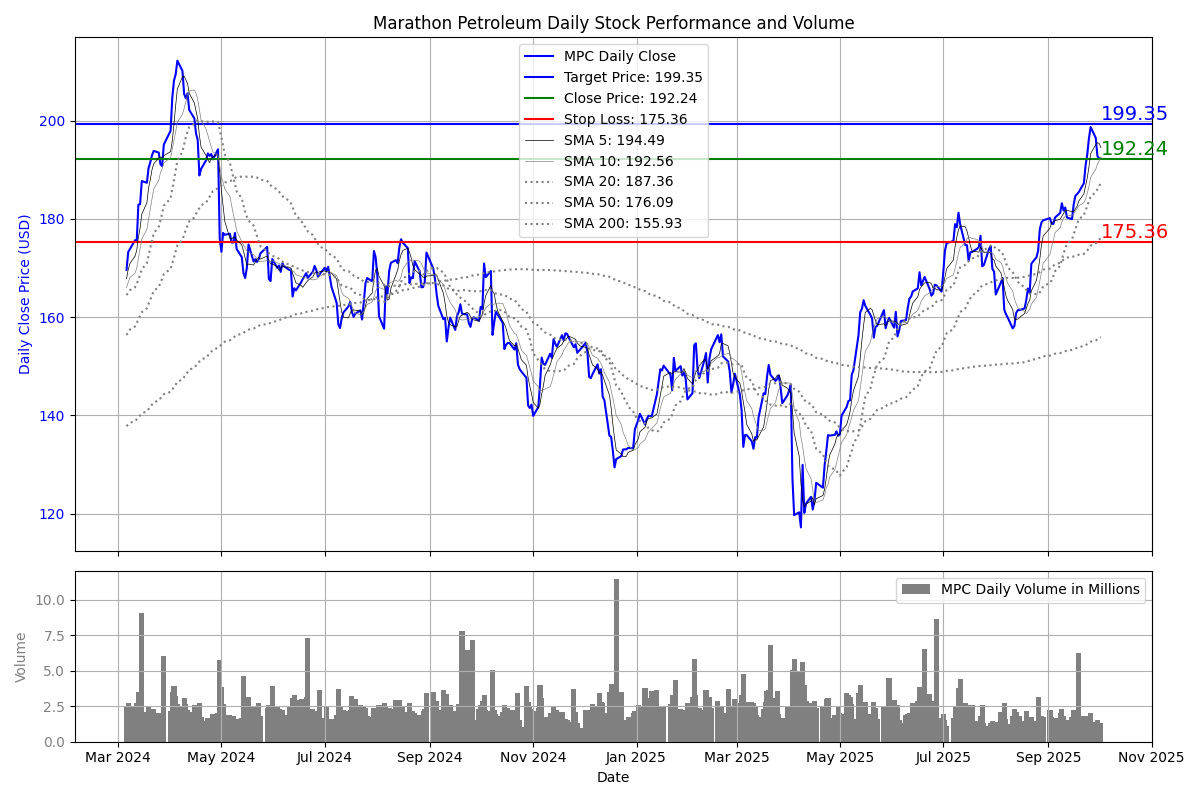 Marathon Petroleum Daily Stock Performance and Volume
MPC Daily Close
Target Price: 199.35
Close Price: 192.24
Stop Loss: 175.36
SMA 5: 194.49
SMA 10: 192.56
SMA 20: 187.36
SMA 50: 176.09
SMA 200: 155.93
199.35
192.24
175.36
Daily Close Price (USD)
200
180
160
140
120
MPC Daily Volume in Millions
Volume
10.0
7.5
5.0
2.5
0.0
Mar 2024
May 2024
Jul 2024
Sep 2024
Nov 2024
Jan 2025
Mar 2025
May 2025
Jul 2025
Sep 2025
Nov 2025
Date